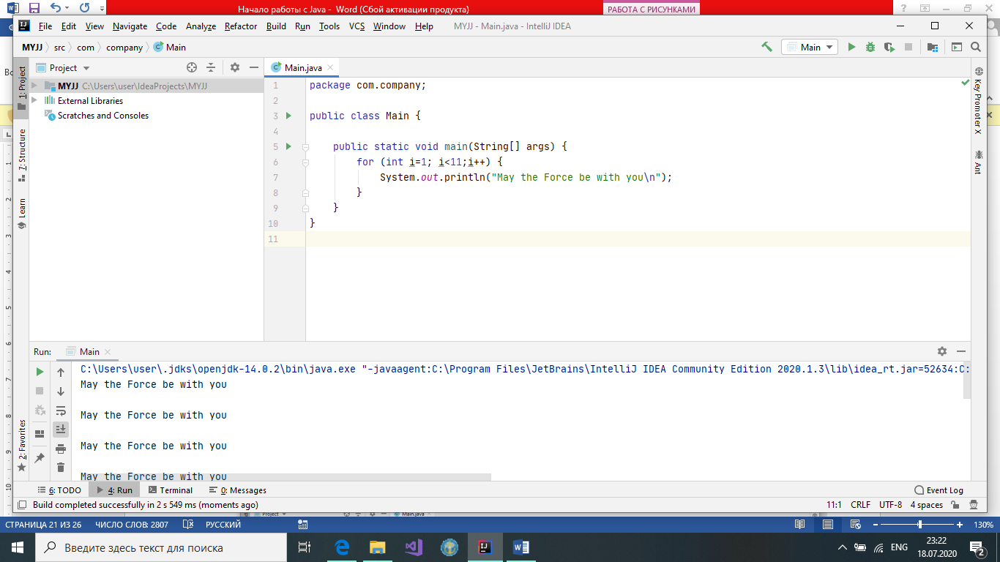 Начало работы с Java - Word (Сбой активации продукта)
РАБОТА С РИСУНКАМИ
File Edit View Navigate Code Analyze Refactor Build Run Tools VCS Window Help MYJJ - Main.java - IntelliJ IDEA
MYJJ src com company Main
Main
Project
Main.java
1: Project
7: Structure
Learn
2: Favorites
MYJJ C:\Users\user\IdeaProjects\MYJJ
External Libraries
Scratches and Consoles
1 package com.company;
2
3 public class Main {
4
5 public static void main(String[] args) {
6 for (int i=1; i<11;i++) {
7 System.out.println("May the Force be with you\n");
8 }
9 }
10 }
11
Key Promoter X
Ant
Run: Main
C:\Users\user\.jdks\openjdk-14.0.2\bin\java.exe "-javaagent:C:\Program Files\JetBrains\IntelliJ IDEA Community Edition 2020.1.3\lib\idea_rt.jar=52634:C:
May the Force be with you
May the Force be with you
May the Force be with you
May the Force be with you
6: TODO 4: Run Terminal 0: Messages Event Log
Build completed successfully in 2 s 549 ms (moments ago) 11:1 CRLF UTF-8 4 spaces
Project Main.java
СТРАНИЦА 21 ИЗ 26 ЧИСЛО СЛОВ: 2807 РУССКИЙ 130%
Введите здесь текст для поиска
ENG
23:22
18.07.2020
2